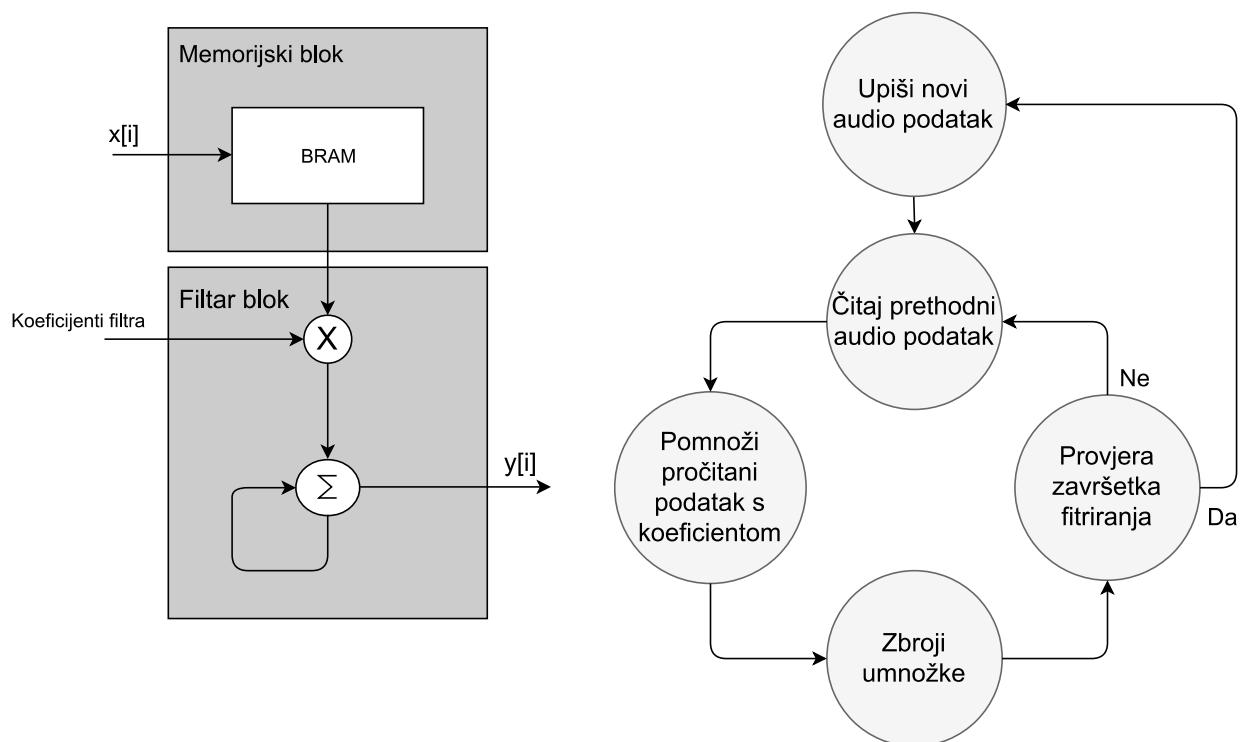 Memorijski blok
x[i]
BRAM
Filtar blok
Koeficijenti filtra
X
Σ
y[i]
Upiši novi
audio podatak
Čitaj prethodni
audio podatak
Pomnoži
pročitani
podatak s
koeficientom
Zbroji
umnožke
Provjera
završetka
fitriranja
Ne
Da